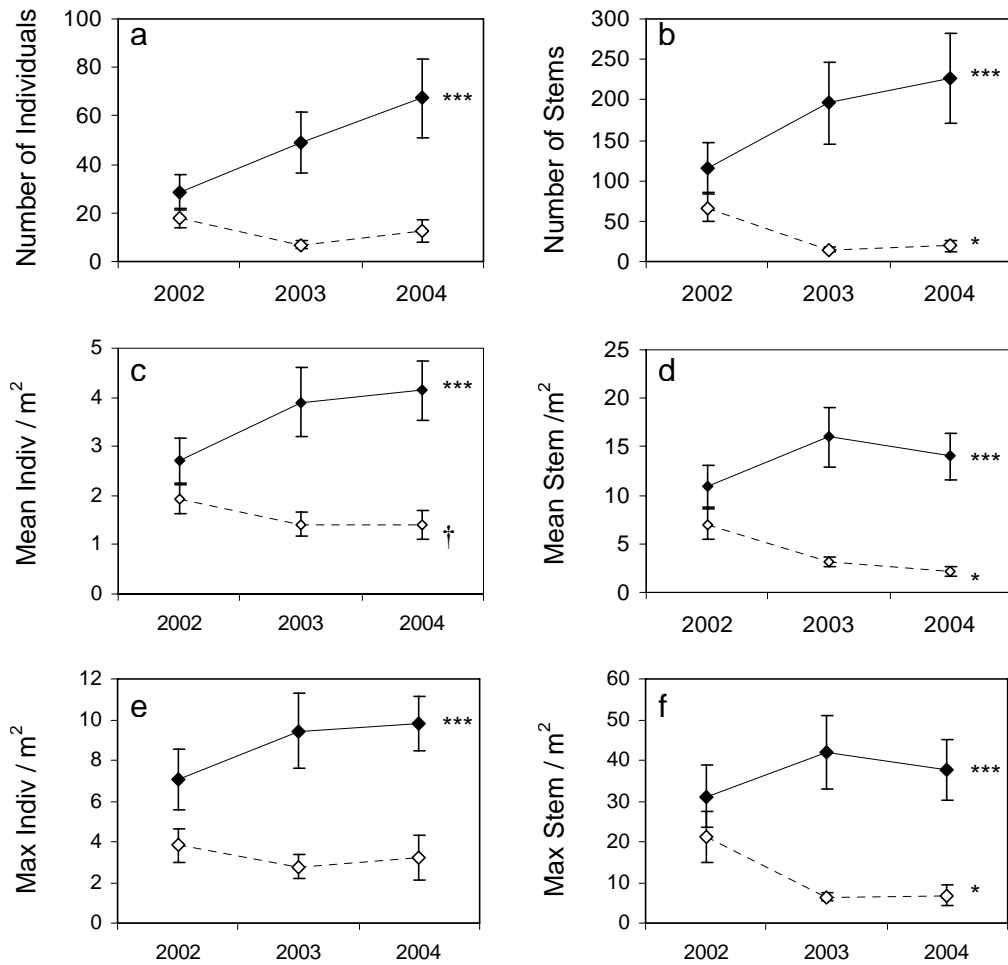 a
Number of Individuals
100
80
60
40
20
0
***
2002 2003 2004
b
Number of Stems
300
250
200
150
100
50
0
***
*
2002 2003 2004
c
Mean Indiv / m²
5
4
3
2
1
0
***
†
2002 2003 2004
d
Mean Stem /m²
25
20
15
10
5
0
***
*
2002 2003 2004
e
Max Indiv / m²
12
10
8
6
4
2
0
***
2002 2003 2004
f
Max Stem / m²
60
50
40
30
20
10
0
***
*
2002 2003 2004